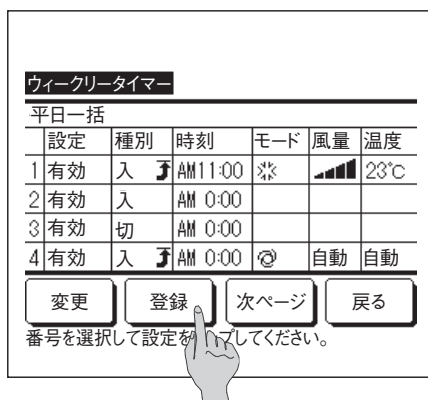 ウィークリータイマー
平日一括
設定 種別 時刻 モード 風量 温度
1 有効 入 AM11:00 23℃
2 有効 入 AM 0:00
3 有効 切 AM 0:00
4 有効 入 AM 0:00 自動 自動
変更 登録 次ページ 戻る
番号を選択して設定を プしてください。